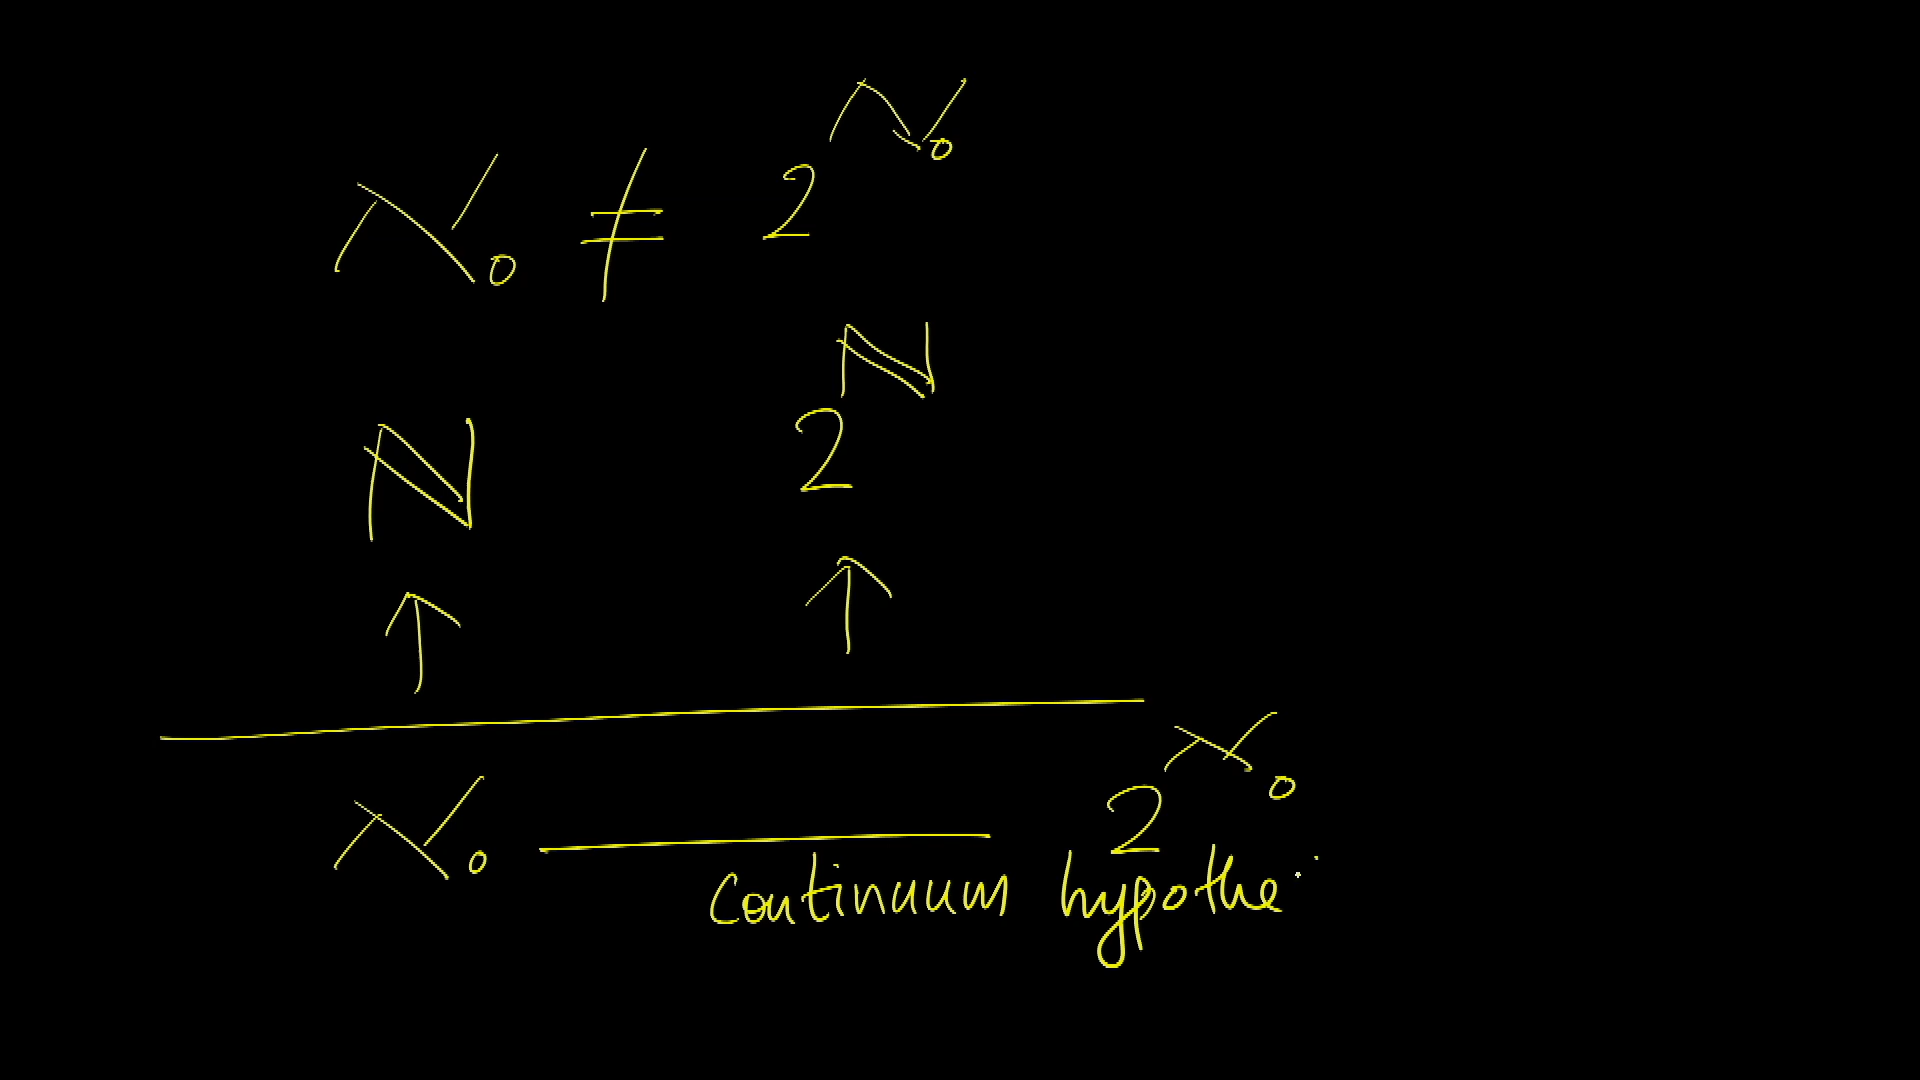 ℵ₀ ≠ 2^ℵ₀
ℕ 2^ℕ
↑ ↑
ℵ₀ —— 2^ℵ₀
continuum hypothe